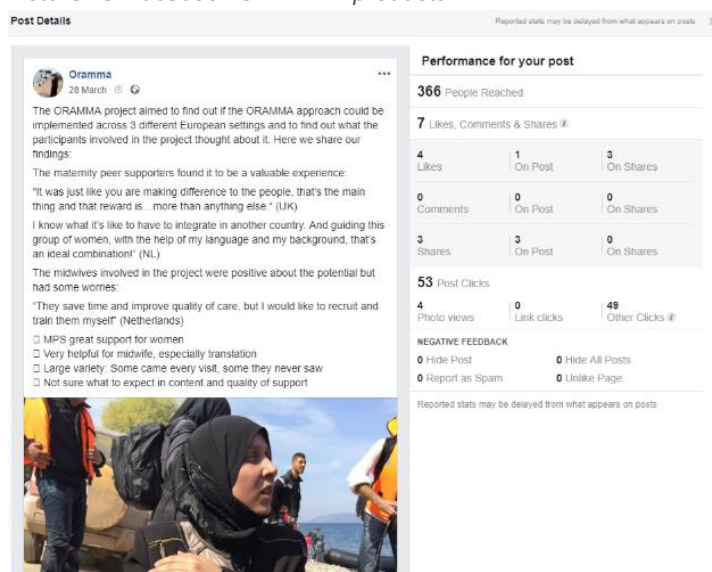 Post Details
Reported stats may be delayed from what appears on posts
Oramma
28 March
The ORAMMA project aimed to find out if the ORAMMA approach could be
implemented across 3 different European settings and to find out what the
participants involved in the project thought about it. Here we share our
findings:
The maternity peer supporters found it to be a valuable experience:
"It was just like you are making difference to the people, that's the main
thing and that reward is…more than anything else." (UK)
I know what it's like to have to integrate in another country. And guiding this
group of women, with the help of my language and my background, that's
an ideal combination!" (NL)
The midwives involved in the project were positive about the potential but
had some worries:
"They save time and improve quality of care, but I would like to recruit and
train them myself" (Netherlands)
MPS great support for women
Very helpful for midwife, especially translation
Large variety: Some came every visit, some they never saw
Not sure what to expect in content and quality of support
Performance for your post
366 People Reached
7 Likes, Comments & Shares
4 1 3
Likes On Post On Shares
0 0 0
Comments On Post On Shares
3 3 0
Shares On Post On Shares
53 Post Clicks
4 0 49
Photo views Link clicks Other Clicks
NEGATIVE FEEDBACK
0 Hide Post 0 Hide All Posts
0 Report as Spam 0 Unlike Page
Reported stats may be delayed from what appears on posts